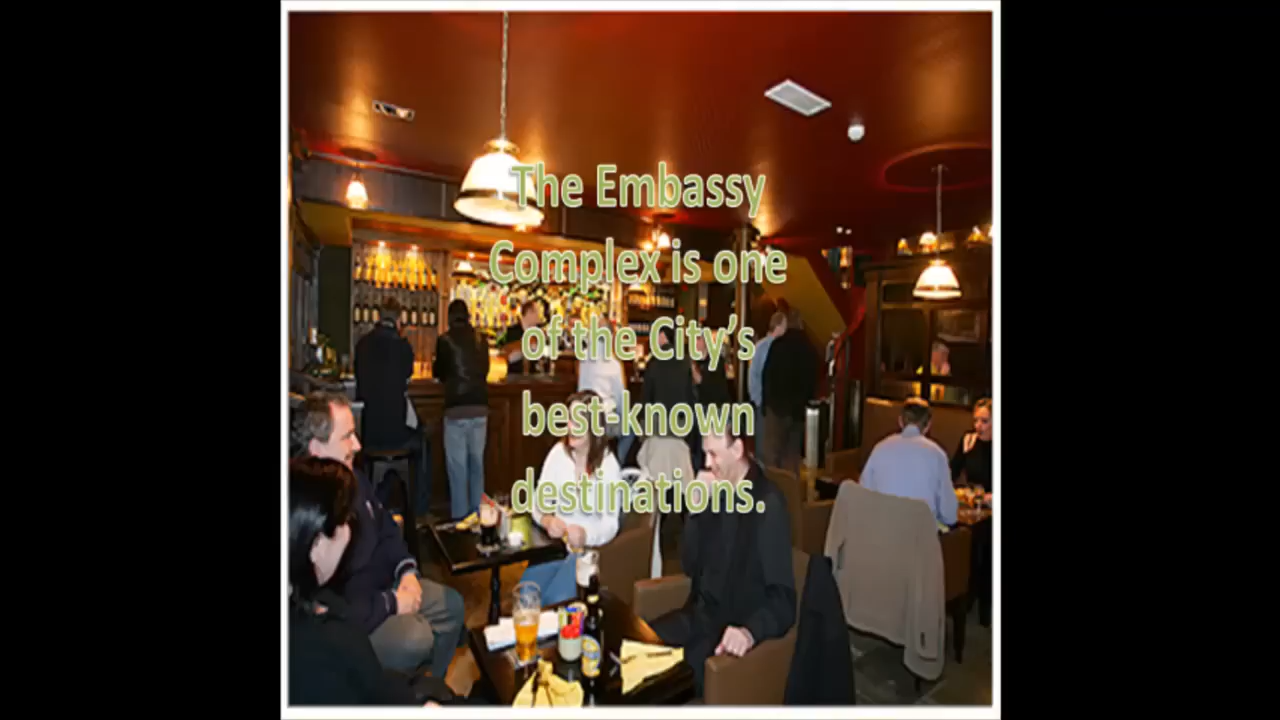 The Embassy
Complex is one
of the City’s
best-known
destinations.